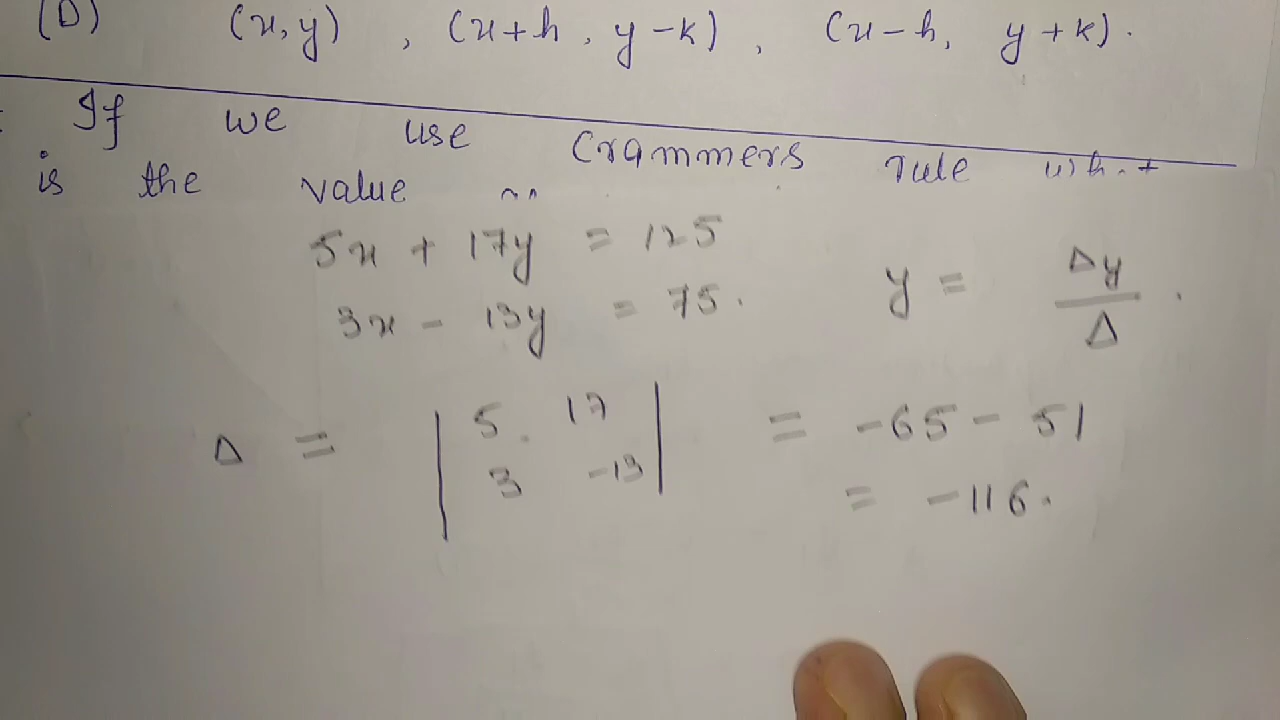 (D) (x, y) , (x+h , y-k) , (x-h, y+k) .
If we use Crammers rule
is the value
5x + 17y = 125
3x - 13y = 75 . y = Δy / Δ .
Δ = | 5 17 | = -65 - 51
| 3 -13 | = -116 .